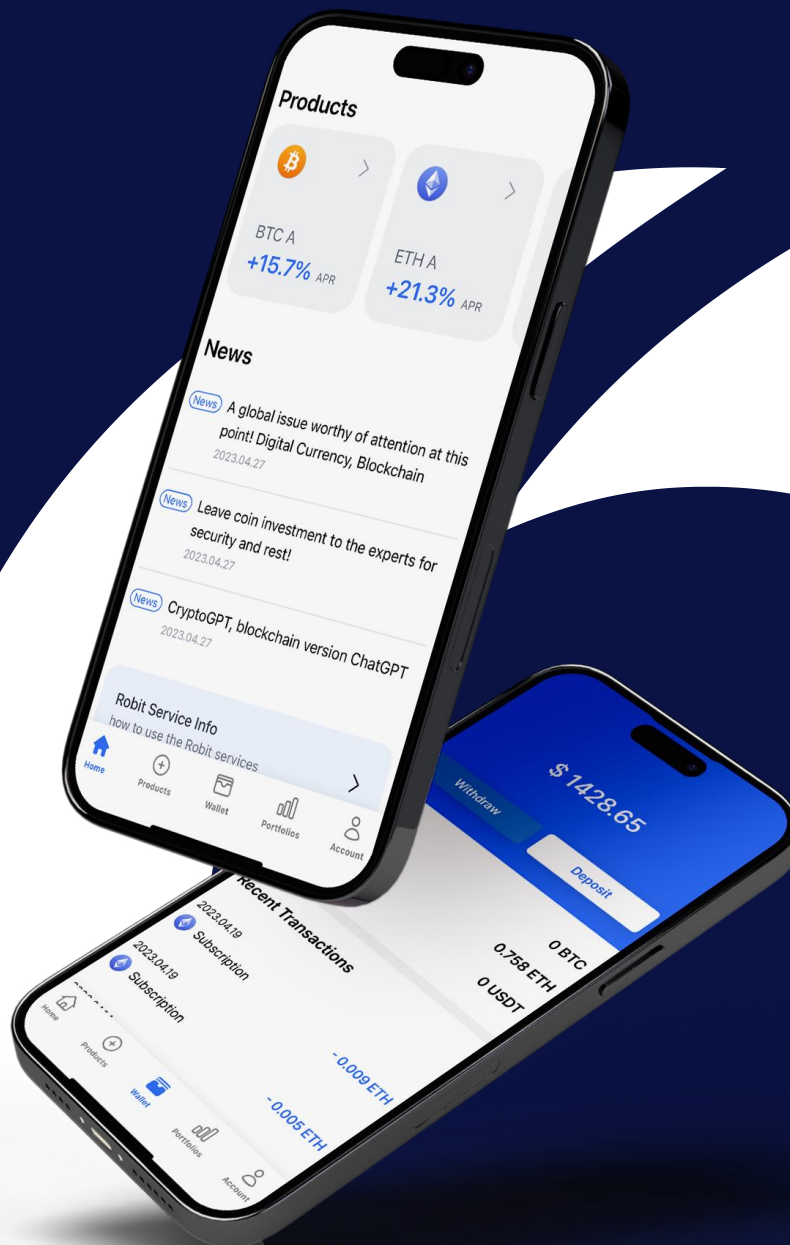 Products
BTC A
+15.7% APR
ETH A
+21.3% APR
News
News A global issue worthy of attention at this
point! Digital Currency, Blockchain
2023.04.27
News Leave coin investment to the experts for
security and rest!
2023.04.27
News CryptoGPT, blockchain version ChatGPT
2023.04.27
Robit Service Info
how to use the Robit services
Home
Products
Wallet
Portfolios
Account
$ 1428.65
Withdraw
Deposit
0 BTC
0.758 ETH
0 USDT
Recent Transactions
2023.04.19
Subscription
- 0.009 ETH
2023.04.19
Subscription
- 0.005 ETH
Home
Products
Wallet
Portfolios
Account